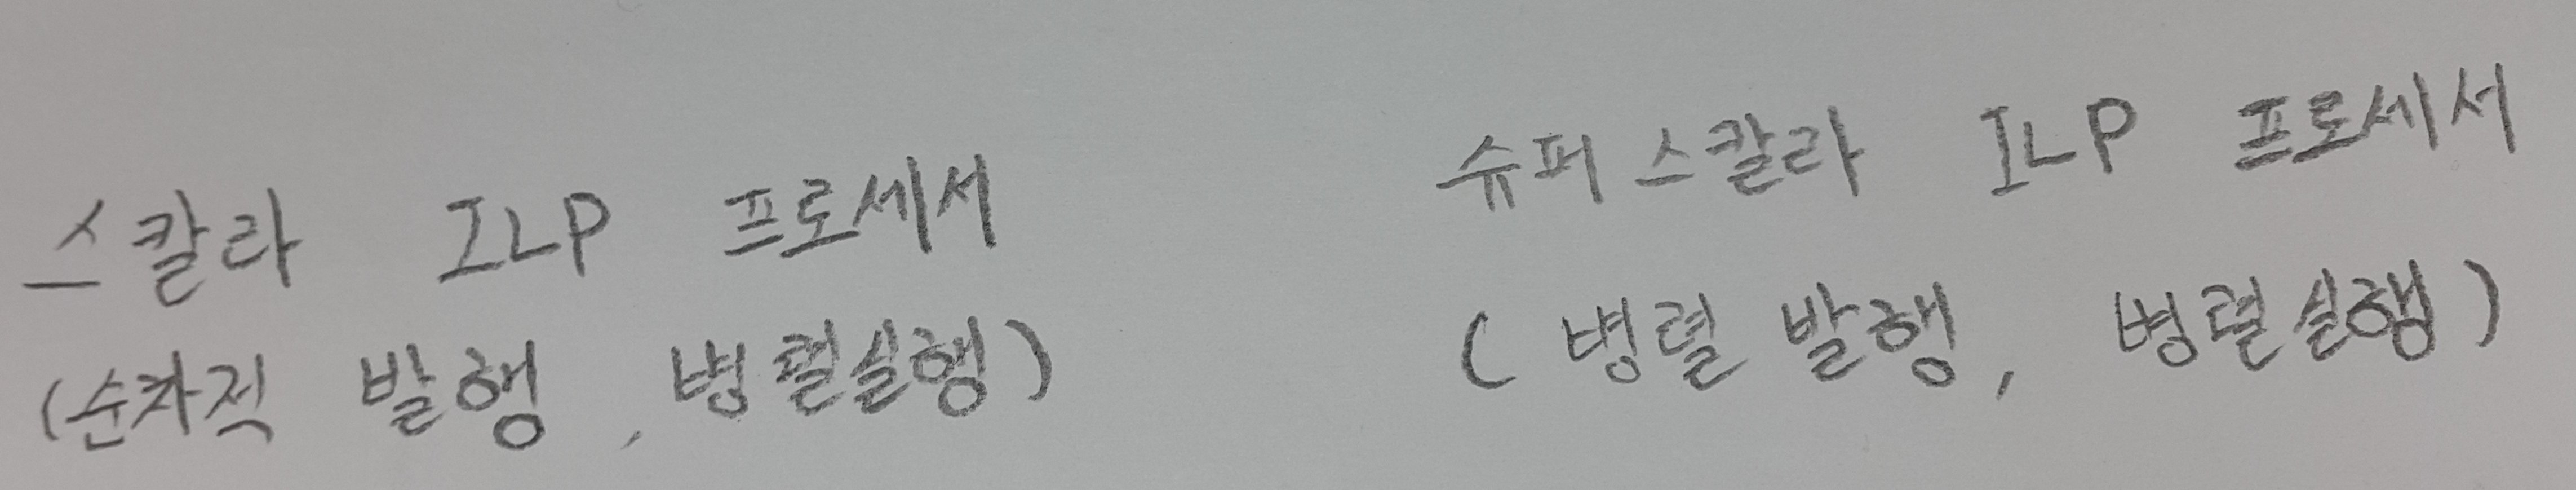 스칼라 ILP 프로세서
(순차적 발행, 병렬실행)
슈퍼스칼라 ILP 프로세서
(병렬 발행, 병렬실행)